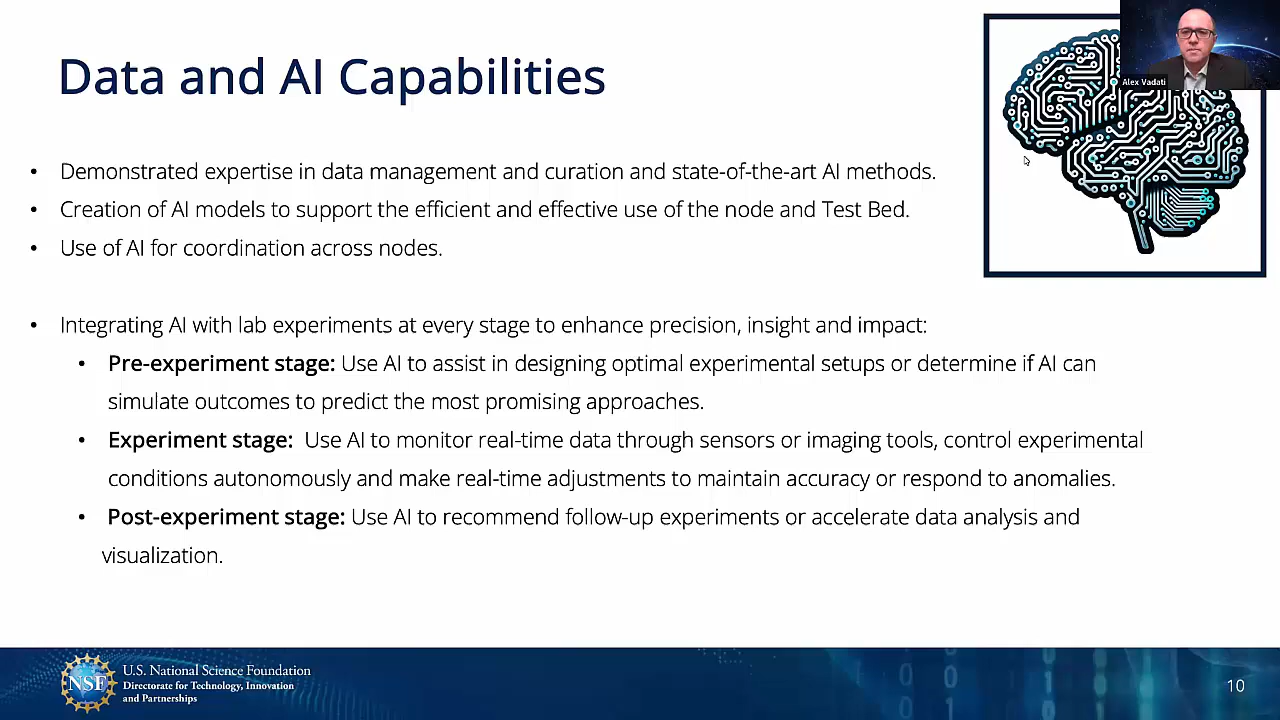 Data and AI Capabilities
Alex Vadati
• Demonstrated expertise in data management and curation and state-of-the-art AI methods.
• Creation of AI models to support the efficient and effective use of the node and Test Bed.
• Use of AI for coordination across nodes.
• Integrating AI with lab experiments at every stage to enhance precision, insight and impact:
• Pre-experiment stage: Use AI to assist in designing optimal experimental setups or determine if AI can
simulate outcomes to predict the most promising approaches.
• Experiment stage: Use AI to monitor real-time data through sensors or imaging tools, control experimental
conditions autonomously and make real-time adjustments to maintain accuracy or respond to anomalies.
• Post-experiment stage: Use AI to recommend follow-up experiments or accelerate data analysis and
visualization.
NSF
U.S. National Science Foundation
Directorate for Technology, Innovation
and Partnerships
10